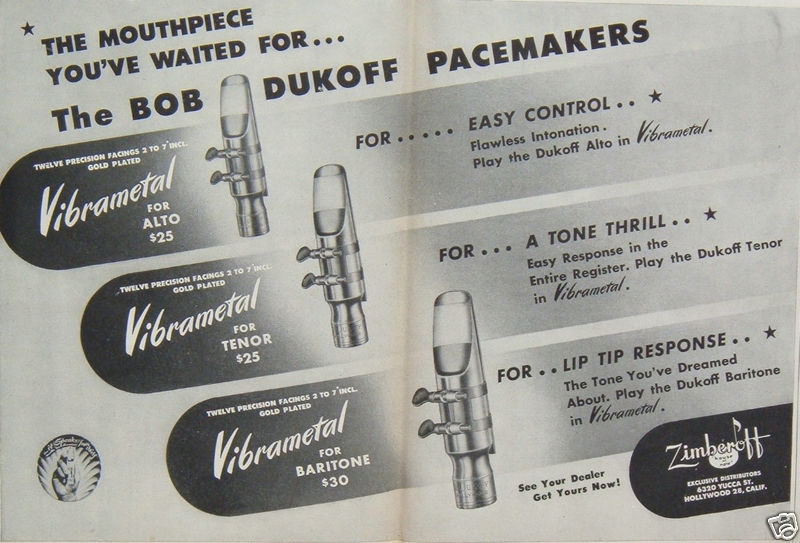 THE MOUTHPIECE
YOU'VE WAITED FOR...
The BOB DUKOFF PACEMAKERS
TWELVE PRECISION FACINGS 2 TO 7* INCL.
GOLD PLATED
Vibrametal
FOR
ALTO
$25
FOR..... EASY CONTROL..
Flawless Intonation.
Play the Dukoff Alto in Vibrametal.
TWELVE PRECISION FACINGS 2 TO 7* INCL.
GOLD PLATED
Vibrametal
FOR
TENOR
$25
FOR... A TONE THRILL..
Easy Response in the
Entire Register. Play the Dukoff Tenor
in Vibrametal.
TWELVE PRECISION FACINGS 2 TO 7* INCL.
GOLD PLATED
Vibrametal
FOR
BARITONE
$30
FOR.. LIP TIP RESPONSE..
The Tone You've Dreamed
About. Play the Dukoff Baritone
in Vibrametal.
See Your Dealer
Get Yours Now!
Zimberoff
house
EXCLUSIVE DISTRIBUTORS
6320 YUCCA ST.
HOLLYWOOD 28, CALIF.